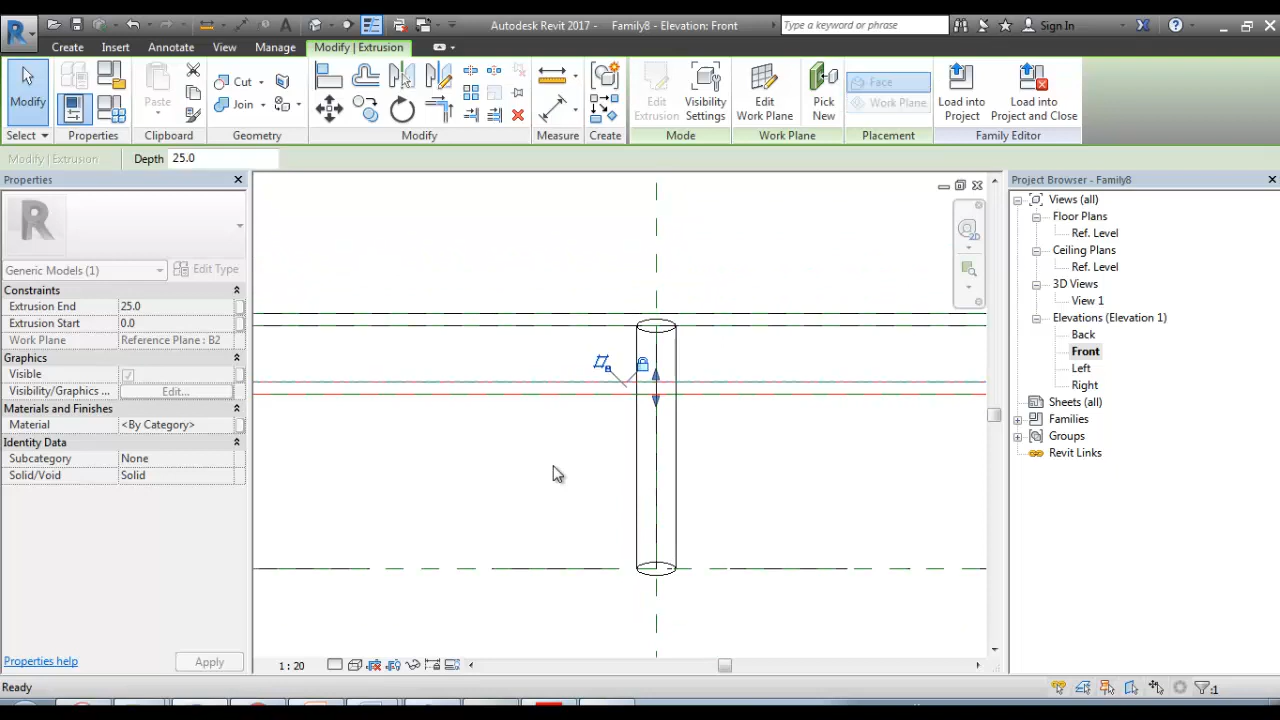 Autodesk Revit 2017 - Family8 - Elevation: Front
Type a keyword or phrase
Sign In
Create Insert Annotate View Manage Modify | Extrusion
Modify
Paste
Cut
Join
Edit Extrusion
Visibility Settings
Edit Work Plane
Pick New
Face
Work Plane
Load into Project
Load into Project and Close
Select Properties Clipboard Geometry Modify Measure Create Mode Work Plane Placement Family Editor
Modify | Extrusion Depth 25.0
Properties
R
Generic Models (1) Edit Type
Constraints
Extrusion End 25.0
Extrusion Start 0.0
Work Plane Reference Plane : B2
Graphics
Visible
Visibility/Graphics ... Edit...
Materials and Finishes
Material <By Category>
Identity Data
Subcategory None
Solid/Void Solid
Properties help Apply
2D
1 : 20
Project Browser - Family8
Views (all)
Floor Plans
Ref. Level
Ceiling Plans
Ref. Level
3D Views
View 1
Elevations (Elevation 1)
Back
Front
Left
Right
Sheets (all)
Families
Groups
Revit Links
Ready
:1